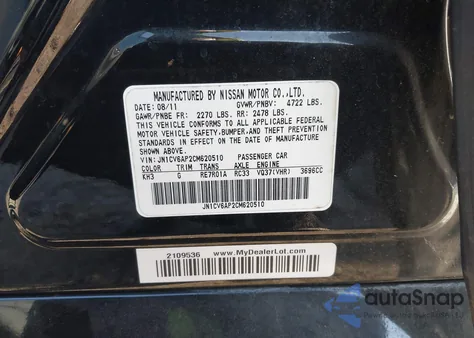 MANUFACTURED BY NISSAN MOTOR CO.,LTD.
DATE: 08/11 GVWR/PNBV: 4722 LBS.
GAWR/PNBE FR: 2270 LBS. RR: 2478 LBS.
THIS VEHICLE CONFORMS TO ALL APPLICABLE FEDERAL
MOTOR VEHICLE SAFETY,BUMPER,AND THEFT PREVENTION
STANDARDS IN EFFECT ON THE DATE OF MANUFACTURE
SHOWN ABOVE.
VIN: JN1CV6AP2CM620510 PASSENGER CAR
COLOR TRIM TRANS AXLE ENGINE
KH3 G RE7R01A RC33 VQ37(VHR) 3696CC
JN1CV6AP2CM620510
2109536 www.MyDealerLot.com
autoSnap